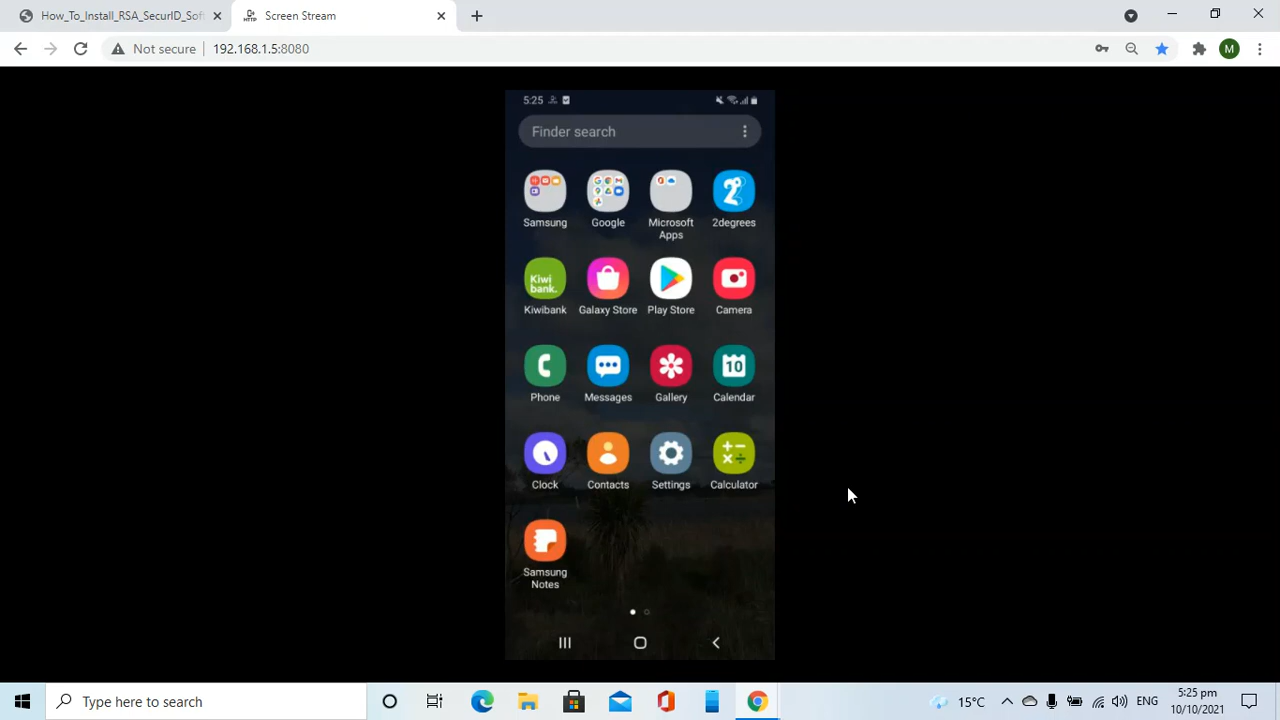 How_To_Install_RSA_SecurID_Soft
Screen Stream
Not secure
192.168.1.5:8080
M
5:25
Finder search
Samsung
Google
Microsoft
Apps
2degrees
Kiwi
bank.
Kiwibank
Galaxy Store
Play Store
Camera
10
Phone
Messages
Gallery
Calendar
Clock
Contacts
Settings
Calculator
Samsung
Notes
Type here to search
15°C
ENG
5:25 pm
10/10/2021